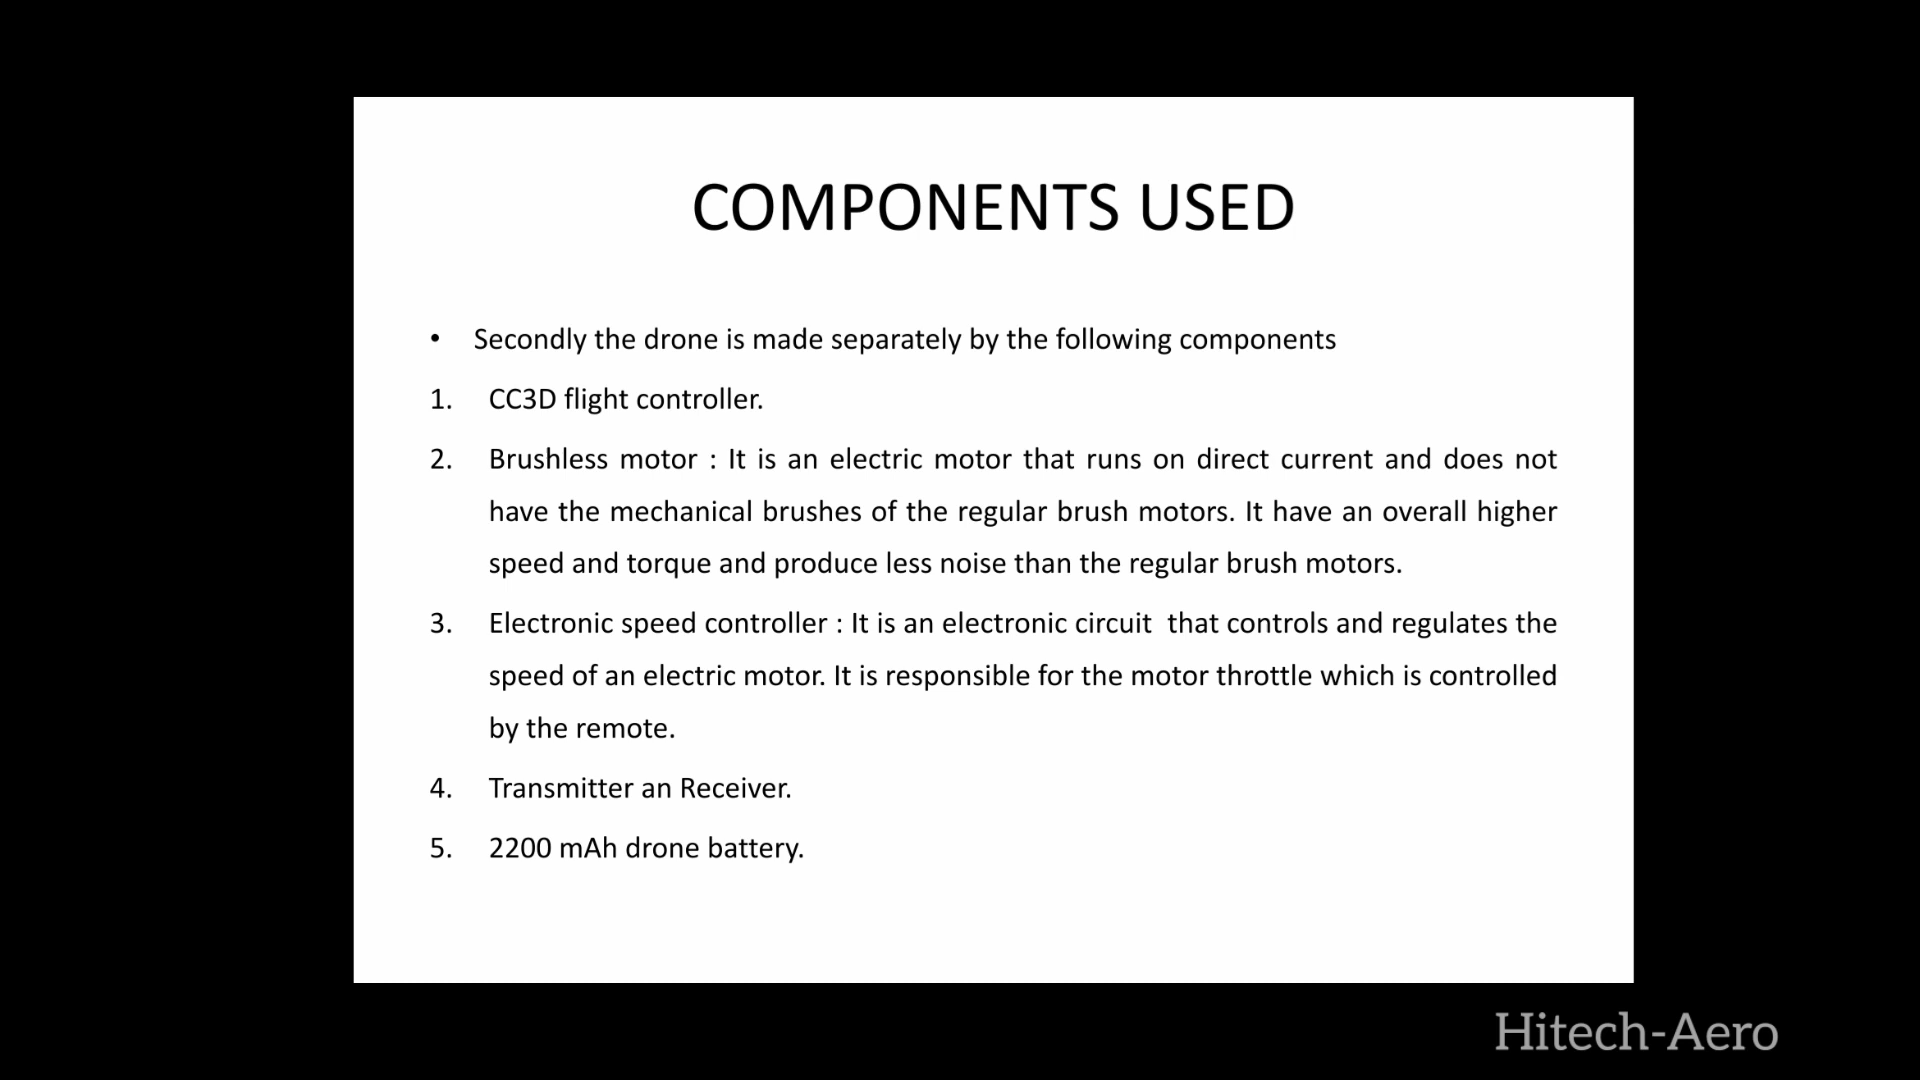 COMPONENTS USED
• Secondly the drone is made separately by the following components
1. CC3D flight controller.
2. Brushless motor : It is an electric motor that runs on direct current and does not
have the mechanical brushes of the regular brush motors. It have an overall higher
speed and torque and produce less noise than the regular brush motors.
3. Electronic speed controller : It is an electronic circuit  that controls and regulates the
speed of an electric motor. It is responsible for the motor throttle which is controlled
by the remote.
4. Transmitter an Receiver.
5. 2200 mAh drone battery.
Hitech-Aero